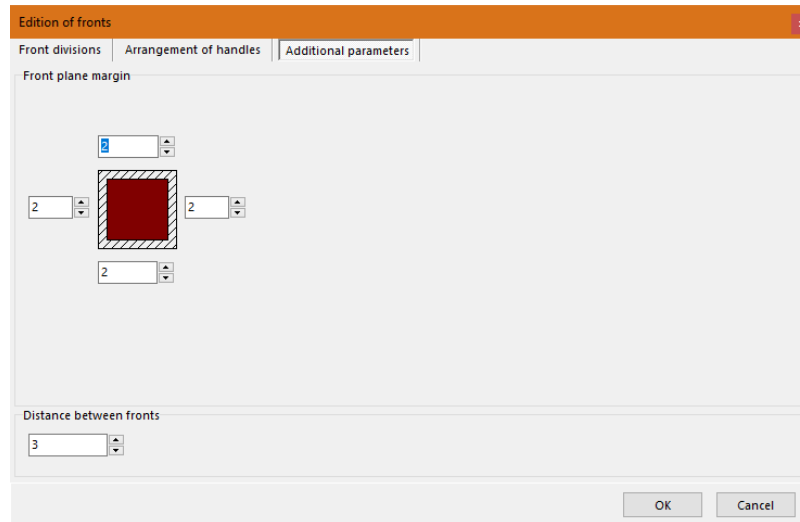 Edition of fronts
Front divisions Arrangement of handles Additional parameters
Front plane margin
2
2 2
2
Distance between fronts
3
OK Cancel